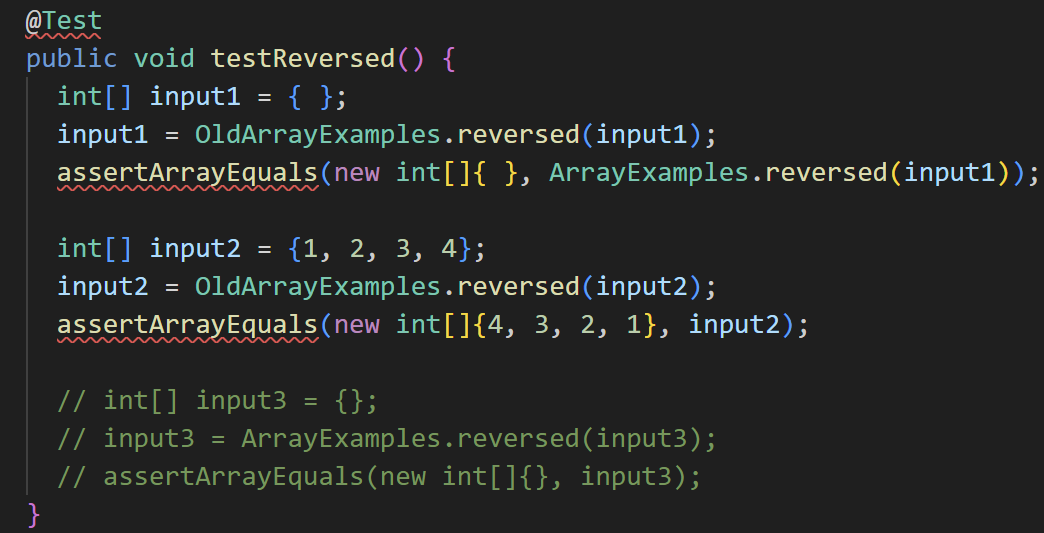 @Test
public void testReversed() {
  int[] input1 = { };
  input1 = OldArrayExamples.reversed(input1);
  assertArrayEquals(new int[]{ }, ArrayExamples.reversed(input1));

  int[] input2 = {1, 2, 3, 4};
  input2 = OldArrayExamples.reversed(input2);
  assertArrayEquals(new int[]{4, 3, 2, 1}, input2);

  // int[] input3 = {};
  // input3 = ArrayExamples.reversed(input3);
  // assertArrayEquals(new int[]{}, input3);
}